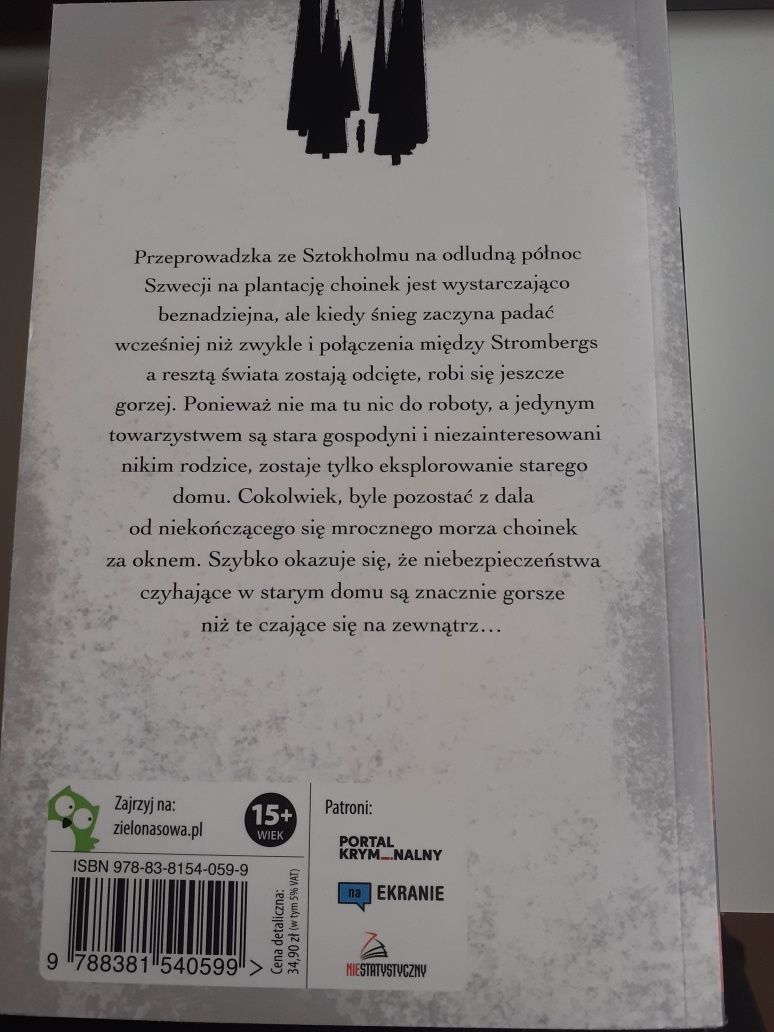 Przeprowadzka ze Sztokholmu na odludną północ
Szwecji na plantację choinek jest wystarczająco
beznadziejna, ale kiedy śnieg zaczyna padać
wcześniej niż zwykle i połączenia między Strombergs
a resztą świata zostają odcięte, robi się jeszcze
gorzej. Ponieważ nie ma tu nic do roboty, a jedynym
towarzystwem są stara gospodyni i niezainteresowani
nikim rodzice, zostaje tylko eksplorowanie starego
domu. Cokolwiek, byle pozostać z dala
od niekończącego się mrocznego morza choinek
za oknem. Szybko okazuje się, że niebezpieczeństwa
czyhające w starym domu są znacznie gorsze
niż te czające się na zewnątrz...
Zajrzyj na:
zielonasowa.pl
15+
WIEK
ISBN 978-83-8154-059-9
9 788381 540599 >
Cena detaliczna:
34,90 zł (w tym 5% VAT)
Patroni:
PORTAL
KRYM_NALNY
na EKRANIE
NIESTATYSTYCZNY